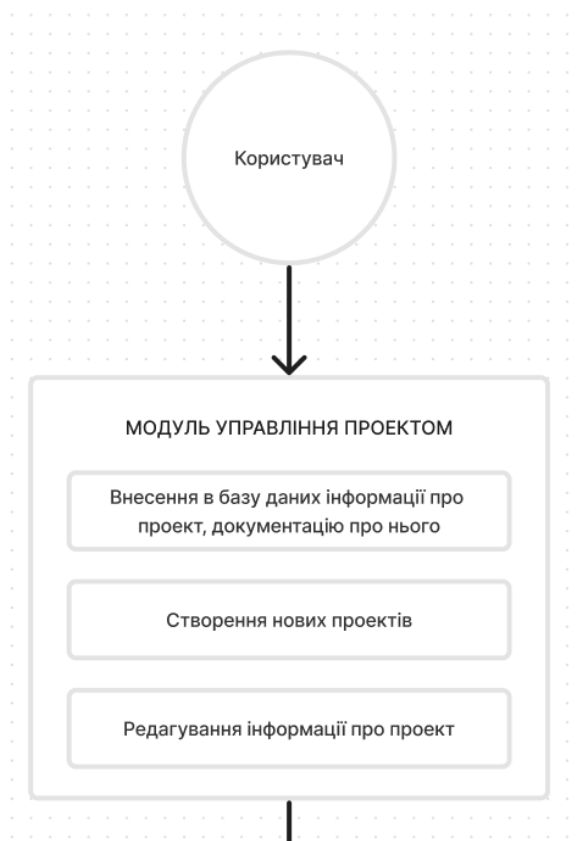 Користувач
МОДУЛЬ УПРАВЛІННЯ ПРОЕКТОМ
Внесення в базу даних інформації про
проект, документацію про нього
Створення нових проектів
Редагування інформації про проект